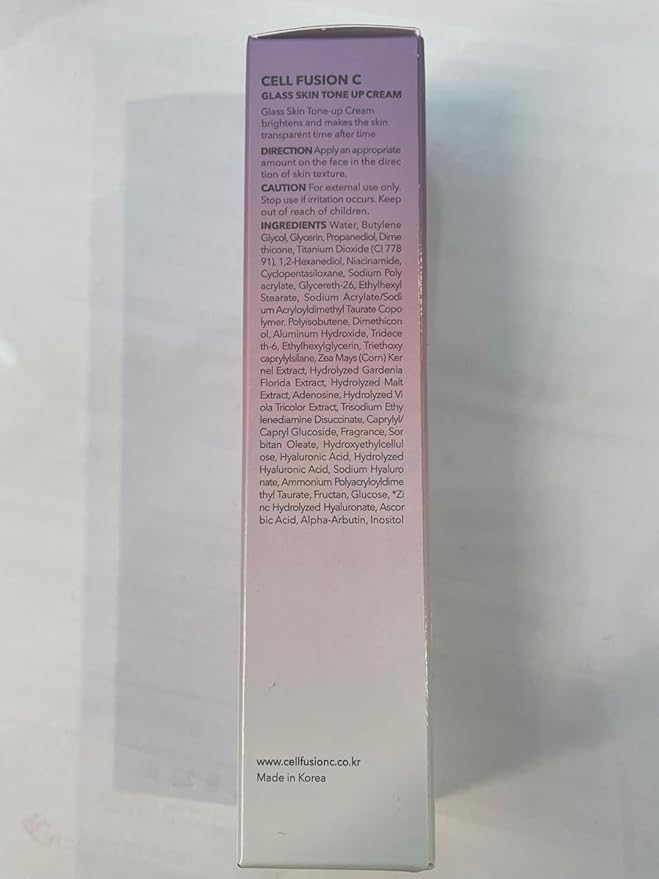 CELL FUSION C
GLASS SKIN TONE UP CREAM
Glass Skin Tone-up Cream
brightens and makes the skin
transparent time after time
DIRECTION Apply an appropriate
amount on the face in the direc
tion of skin texture.
CAUTION For external use only.
Stop use if irritation occurs. Keep
out of reach of children.
INGREDIENTS Water, Butylene
Glycol, Glycerin, Propanediol, Dime
thicone, Titanium Dioxide (CI 778
91), 1,2-Hexanediol, Niacinamide,
Cyclopentasiloxane, Sodium Poly
acrylate, Glycereth-26, Ethylhexyl
Stearate, Sodium Acrylate/Sodi
um Acryloyldimethyl Taurate Copo
lymer, Polyisobutene, Dimethicon
ol, Aluminum Hydroxide, Tridece
th-6, Ethylhexylglycerin, Triethoxy
caprylylsilane, Zea Mays (Corn) Ker
nel Extract, Hydrolyzed Gardenia
Florida Extract, Hydrolyzed Malt
Extract, Adenosine, Hydrolyzed Vi
ola Tricolor Extract, Trisodium Ethy
lenediamine Disuccinate, Caprylyl/
Capryl Glucoside, Fragrance, Sor
bitan Oleate, Hydroxyethylcellul
ose, Hyaluronic Acid, Hydrolyzed
Hyaluronic Acid, Sodium Hyaluro
nate, Ammonium Polyacryloyldime
thyl Taurate, Fructan, Glucose, *Zi
nc Hydrolyzed Hyaluronate, Ascor
bic Acid, Alpha-Arbutin, Inositol
www.cellfusionc.co.kr
Made in Korea